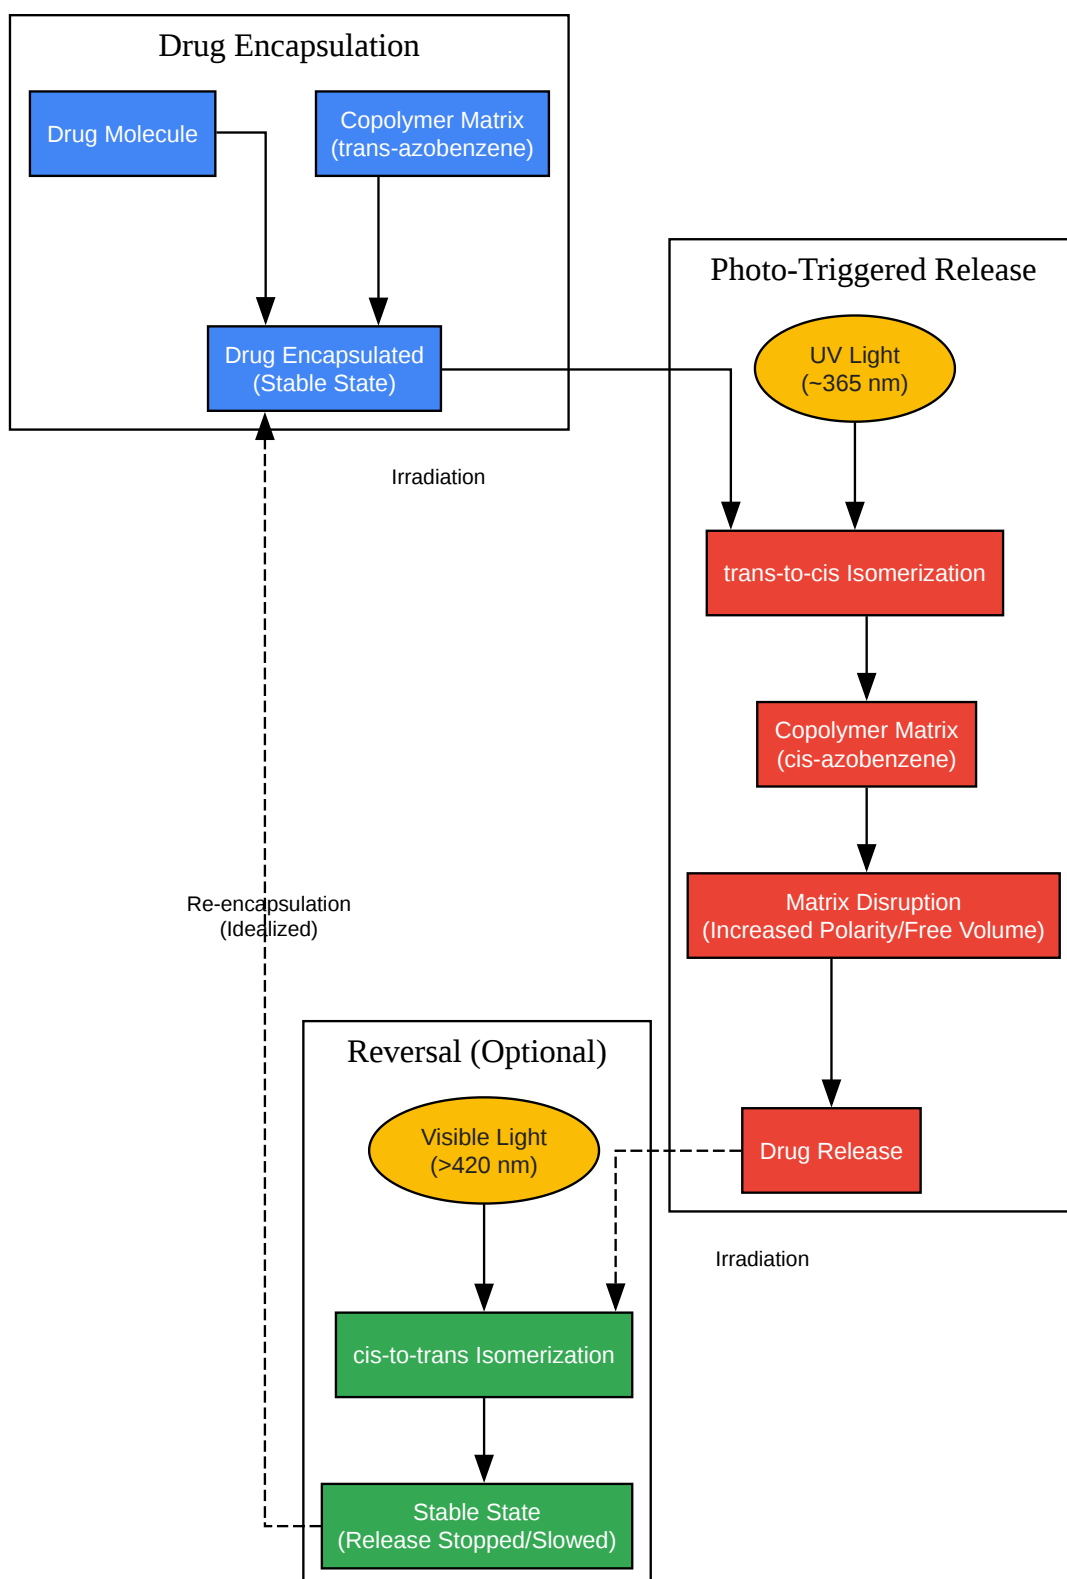 Drug Encapsulation
Drug Molecule
Copolymer Matrix
(trans-azobenzene)
Drug Encapsulated
(Stable State)
Irradiation
Photo-Triggered Release
UV Light
(~365 nm)
trans-to-cis Isomerization
Copolymer Matrix
(cis-azobenzene)
Matrix Disruption
(Increased Polarity/Free Volume)
Drug Release
Irradiation
Reversal (Optional)
Visible Light
(>420 nm)
cis-to-trans Isomerization
Stable State
(Release Stopped/Slowed)
Re-encapsulation
(Idealized)